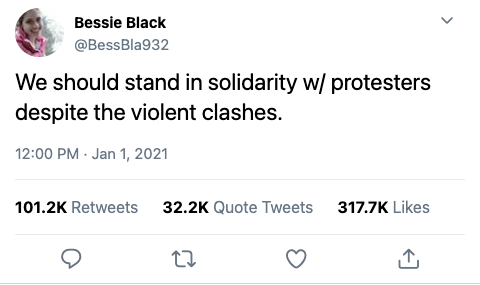 Bessie Black
@BessBla932
We should stand in solidarity w/ protesters
despite the violent clashes.
12:00 PM · Jan 1, 2021
101.2K Retweets 32.2K Quote Tweets 317.7K Likes